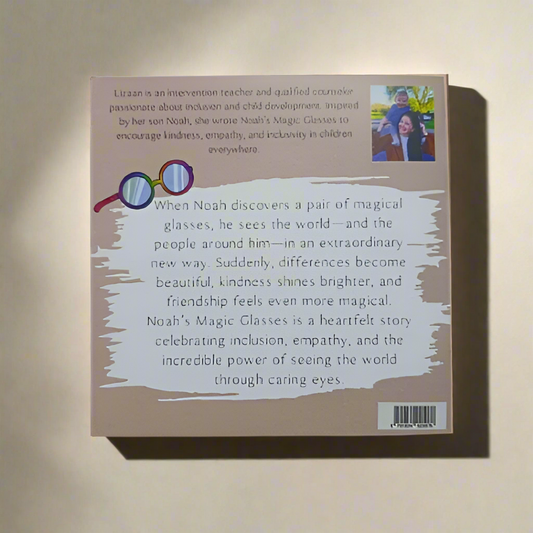 Lizaan is an intervention teacher and qualified counselor
passionate about inclusion and child development. Inspired
by her son Noah, she wrote Noah's Magic Glasses to
encourage kindness, empathy, and inclusivity in children
everywhere.
When Noah discovers a pair of magical
glasses, he sees the world—and the
people around him—in an extraordinary
new way. Suddenly, differences become
beautiful, kindness shines brighter, and
friendship feels even more magical.
Noah's Magic Glasses is a heartfelt story
celebrating inclusion, empathy, and the
incredible power of seeing the world
through caring eyes.